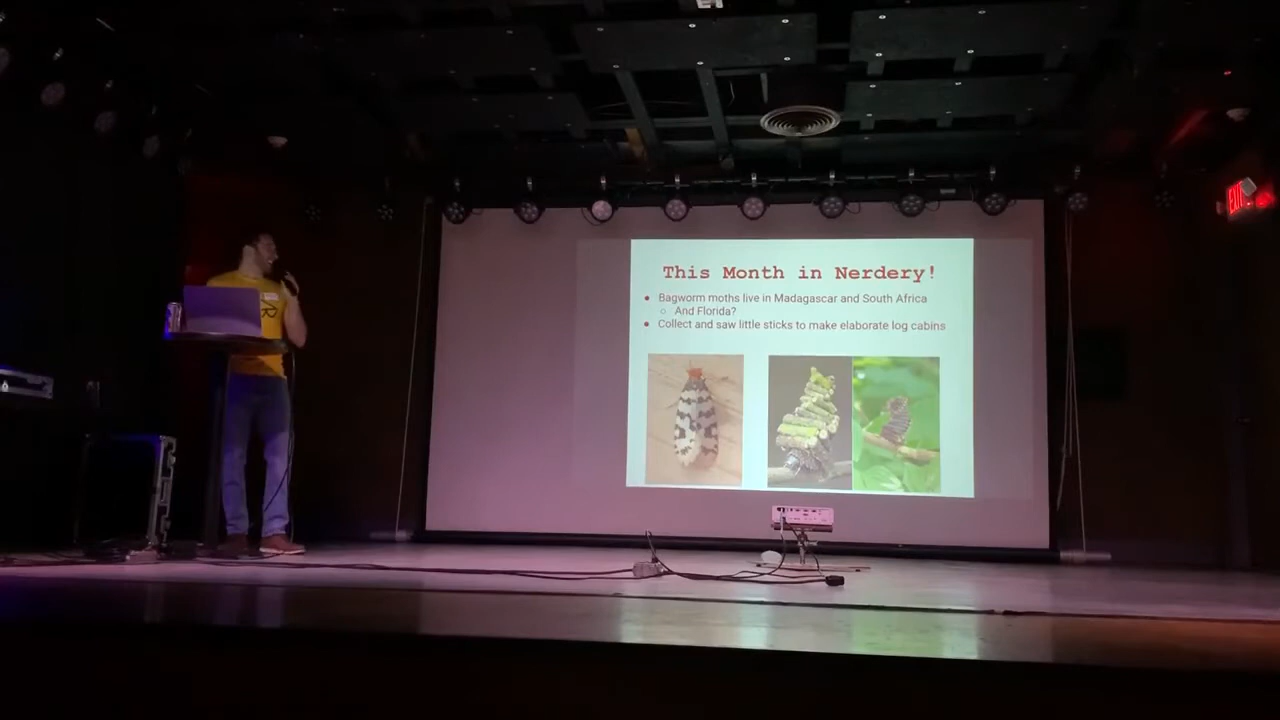 This Month in Nerdery!
● Bagworm moths live in Madagascar and South Africa
○ And Florida?
● Collect and saw little sticks to make elaborate log cabins
EXIT